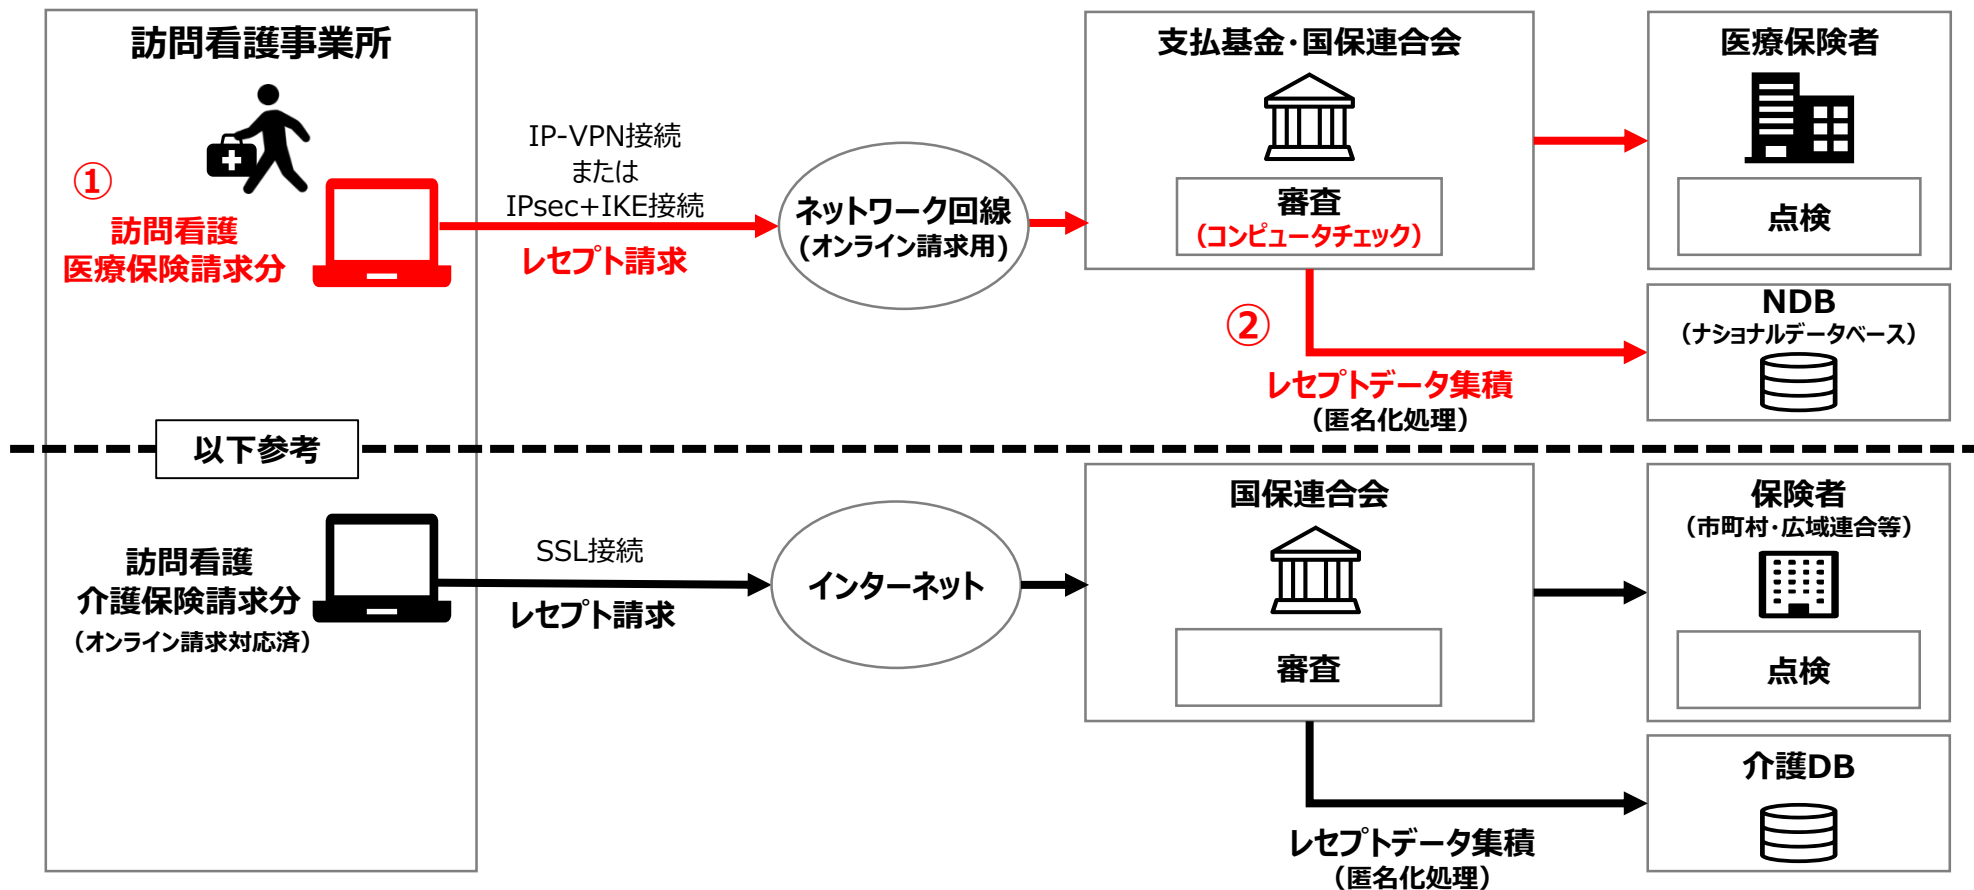 訪問看護事業所
①
訪問看護
医療保険請求分
IP-VPN接続
または
IPsec+IKE接続
レセプト請求
ネットワーク回線
(オンライン請求用)
支払基金･国保連合会
審査
（コンピュータチェック）
医療保険者
点検
②
レセプトデータ集積
（匿名化処理）
NDB
（ナショナルデータベース）
以下参考
訪問看護
介護保険請求分
（オンライン請求対応済）
SSL接続
レセプト請求
インターネット
国保連合会
審査
保険者
（市町村･広域連合等）
点検
レセプトデータ集積
（匿名化処理）
介護DB